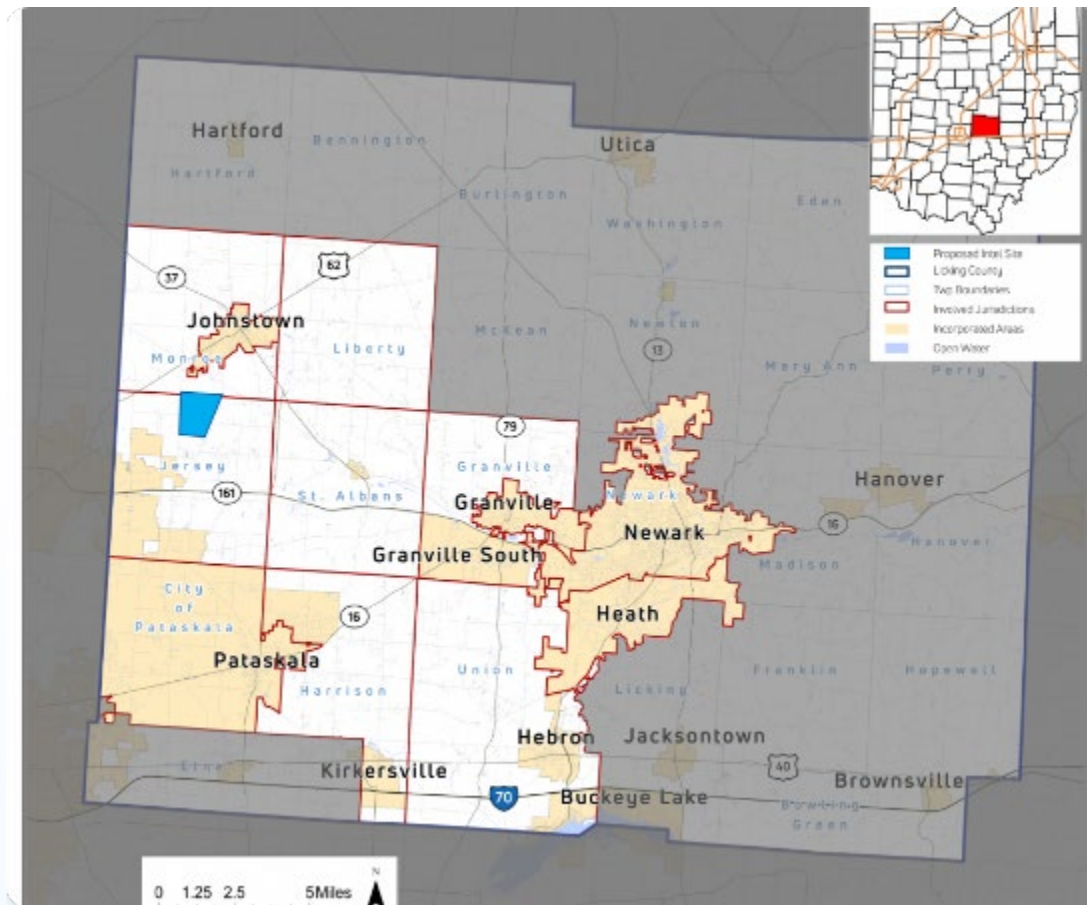 Hartford
Bennington
Hartford
Utica
Burlington
Washington
Eden
37
62
Johnstown
Monroe
Liberty
McKean
Newton
13
Mary Ann
Perry
Proposed Intel Site
Licking County
Twp Boundaries
Involved Jurisdictions
Incorporated Areas
Open Water
79
Jersey
161
St. Albans
Granville
Granville
Newark
Hanover
16
Newark
Granville South
Hanover
Madison
City
of
Pataskala
16
Heath
Pataskala
Harrison
Union
Licking
Franklin
Hopewell
Hebron
Jacksontown
Lima
Kirkersville
40
Brownsville
70
Buckeye Lake
Bowling
Green
N
0 1.25 2.5 5Miles